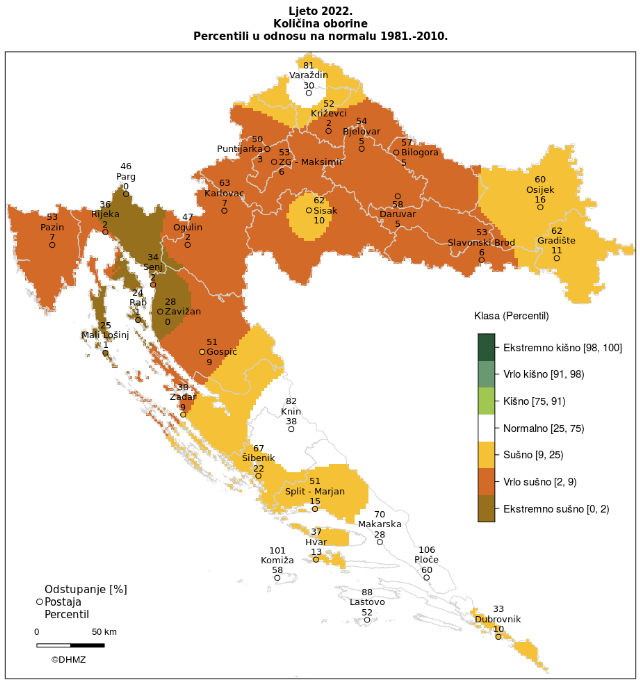 Ljeto 2022.
Količina oborine
Percentili u odnosu na normalu 1981.-2010.
81
Varaždin
30
52
Križevci
2
54
Bjelovar
5
57
Bilogora
5
50
Puntijarka
3
53
ZG - Maksimir
6
46
Parg
0
63
Karlovac
7
62
Sisak
10
58
Daruvar
5
60
Osijek
16
36
Rijeka
2
53
Pazin
7
47
Ogulin
2
53
Slavonski Brod
6
62
Gradište
11
34
Senj
2
24
Rab
1
28
Zavižan
0
25
Mali Lošinj
1
51
Gospić
9
Klasa (Percentil)
Ekstremno kišno [98, 100]
Vrlo kišno [91, 98)
Kišno [75, 91)
Normalno [25, 75)
Sušno [9, 25)
Vrlo sušno [2, 9)
Ekstremno sušno [0, 2)
Zadar
9
82
Knin
38
67
Šibenik
22
51
Split - Marjan
15
70
Makarska
28
37
Hvar
13
101
Komiža
58
106
Ploče
60
88
Lastovo
52
33
Dubrovnik
10
Odstupanje [%]
Postaja
Percentil
0 50 km
©DHMZ